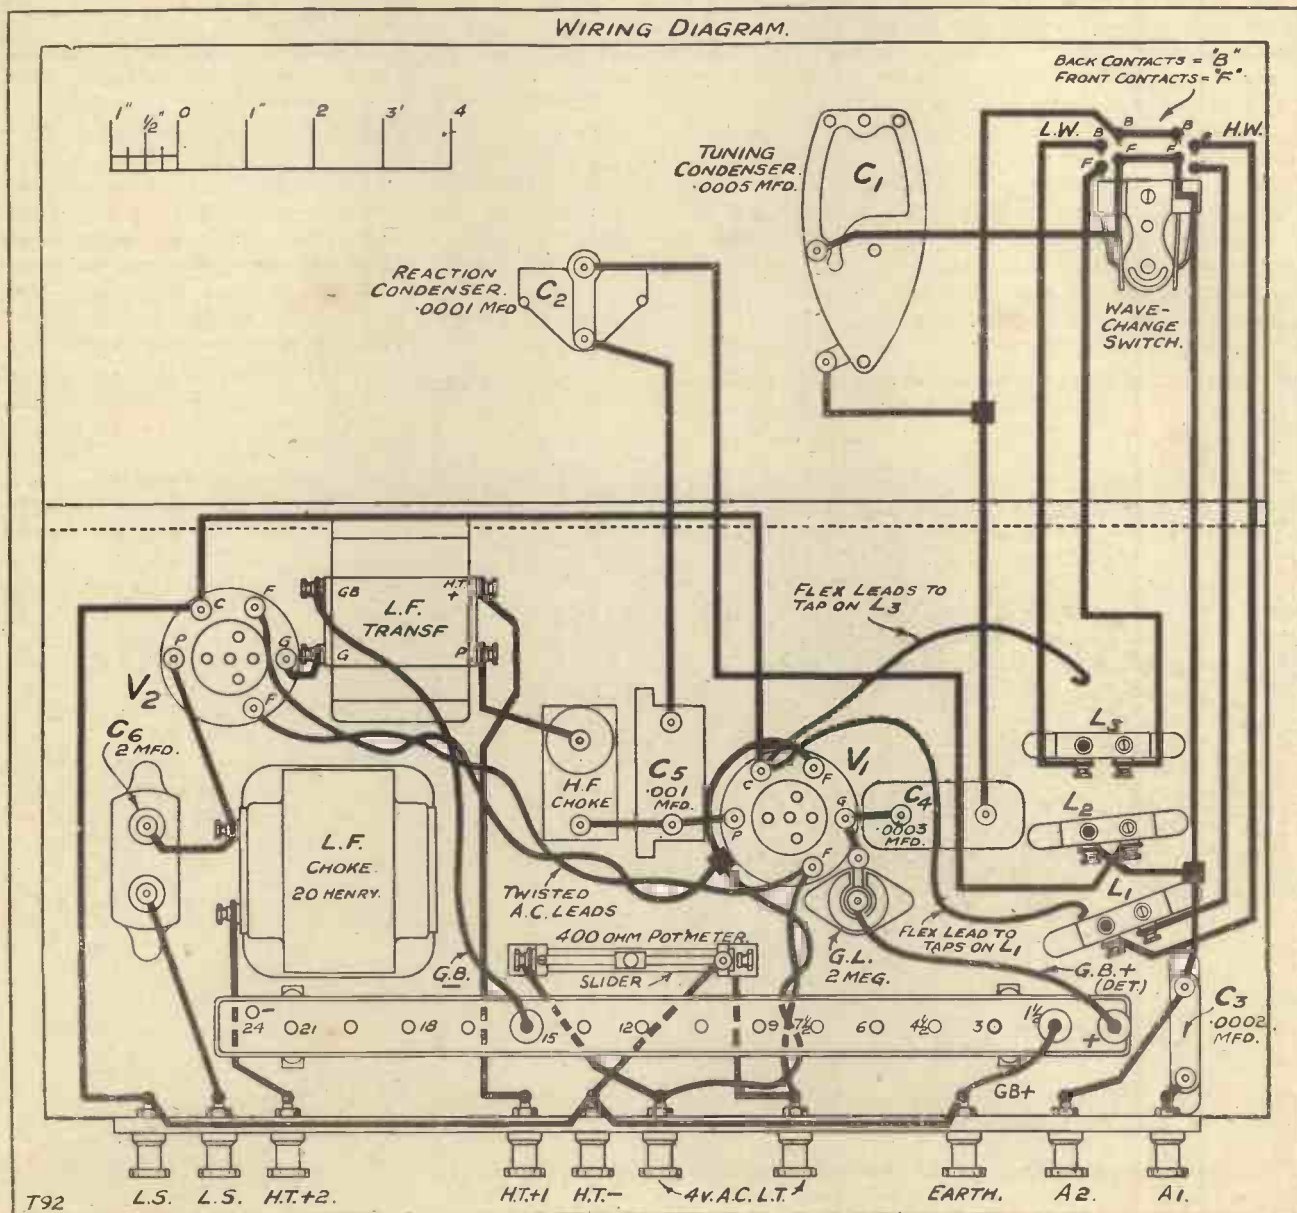 WIRING DIAGRAM.
BACK CONTACTS = "B"
FRONT CONTACTS = "F"
1" 1/2" 0 1" 2 3' 4
L.W. B B B F H.W.
F F F
TUNING
CONDENSER.
.0005 MFD.
C1
REACTION
CONDENSER.
.0001 MFD
C2
WAVE-
CHANGE
SWITCH.
FLEX LEADS TO
TAP ON L3
C F
P G
F
V2
GB H.T.
+
L.F.
TRANSF
G P
C6
2 MFD.
L.F.
CHOKE
20 HENRY.
H.F
CHOKE
C5
.001
MFD.
C F
P G
F
V1
C4
.0003
MFD.
L3
L2
L1
TWISTED
A.C. LEADS
400 OHM POTMETER.
SLIDER
G.L.
2 MEG.
FLEX LEAD TO
TAPS ON L1
G.B.+
(DET.)
G.B.
-
C3
.0002
MFD.
- 24 21 18 15 12 9 7½ 6 4½ 3 1½ +
GB+
L.S. L.S. H.T.+2. H.T.+1 H.T.- 4v. A.C. L.T. EARTH. A2. A1.
T92